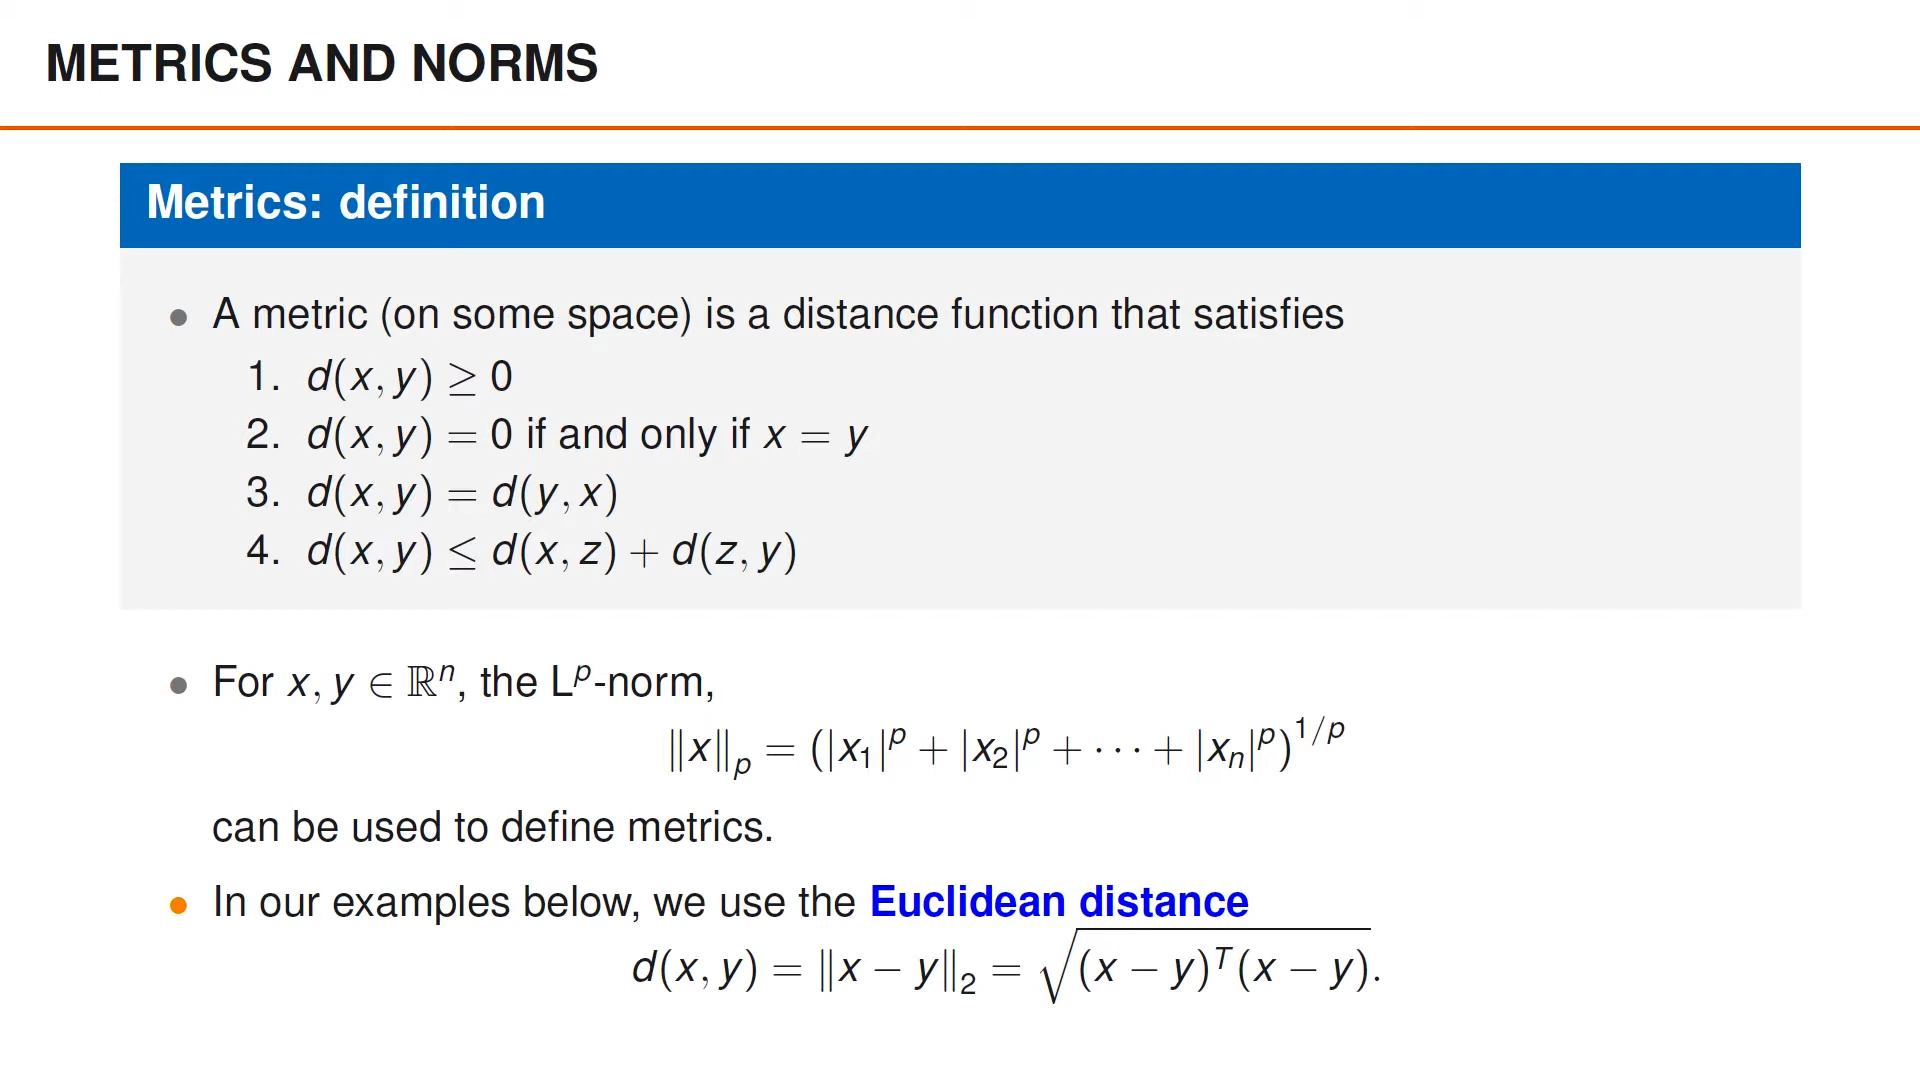 METRICS AND NORMS
Metrics: definition
• A metric (on some space) is a distance function that satisfies
1. d(x, y) ≥ 0
2. d(x, y) = 0 if and only if x = y
3. d(x, y) = d(y, x)
4. d(x, y) ≤ d(x, z) + d(z, y)
• For x, y ∈ ℝⁿ, the Lᵖ-norm,
‖x‖ₚ = (|x₁|ᵖ + |x₂|ᵖ + ⋯ + |xₙ|ᵖ)^{1/p}
can be used to define metrics.
• In our examples below, we use the Euclidean distance
d(x, y) = ‖x − y‖₂ = √((x − y)ᵀ(x − y)).